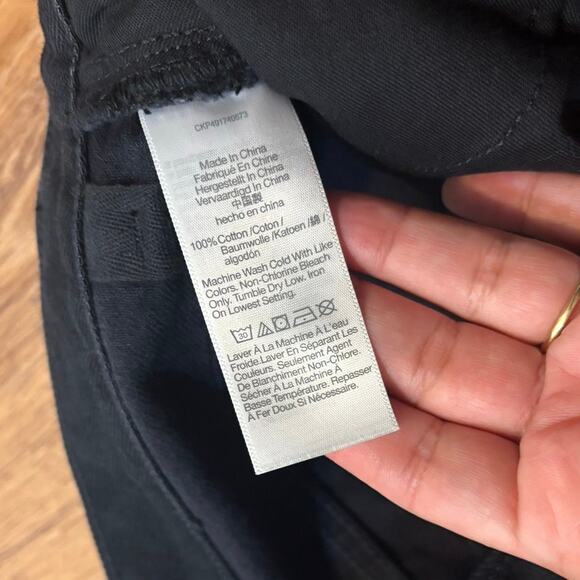 CKP491740673
Made In China
Fabriqué En Chine
Hergestellt In China
Vervaardigd In China
中国製
hecho en china
100% Cotton /Coton /
Baumwolle /Katoen /綿 /
algodón
Machine Wash Cold With Like
Colors. Non-Chlorine Bleach
Only. Tumble Dry Low. Iron
On Lowest Setting.
30
Laver À La Machine À L'eau
Froide.Laver En Séparant Les
Couleurs. Seulement Agent
De Blanchiment Non-Chlore.
Sécher À La Machine À
Basse Température. Repasser
À Fer Doux Si Nécessaire.